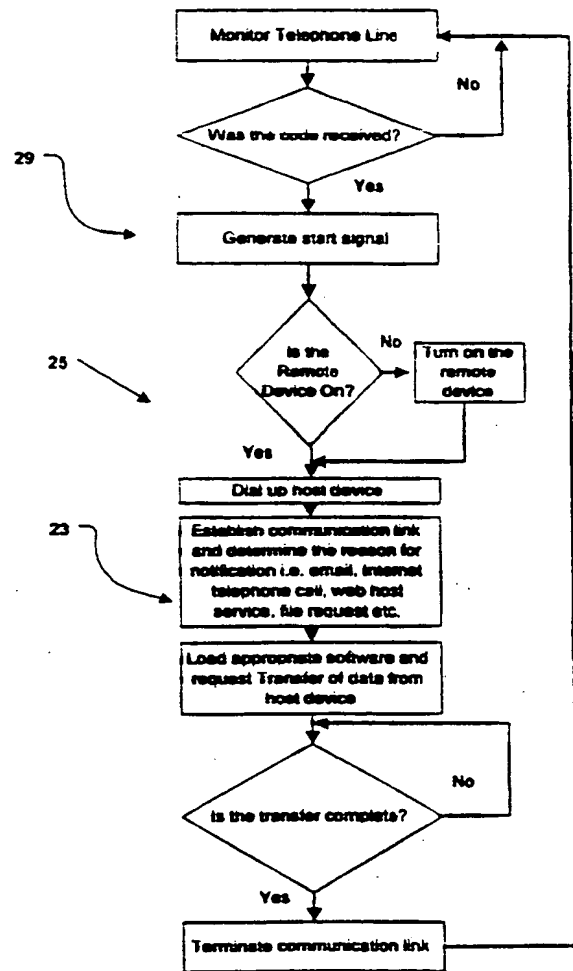 Monitor Telephone Line
No
Was the code received?
29
Yes
Generate start signal
Is the
Remote
Device On?
No
Turn on the
remote
device
25
Yes
Dial up host device
23
Establish communication link
and determine the reason for
notification i.e. email, Internet
telephone call, web host
service, file request etc.
Load appropriate software and
request Transfer of data from
host device
No
Is the transfer complete?
Yes
Terminate communication link